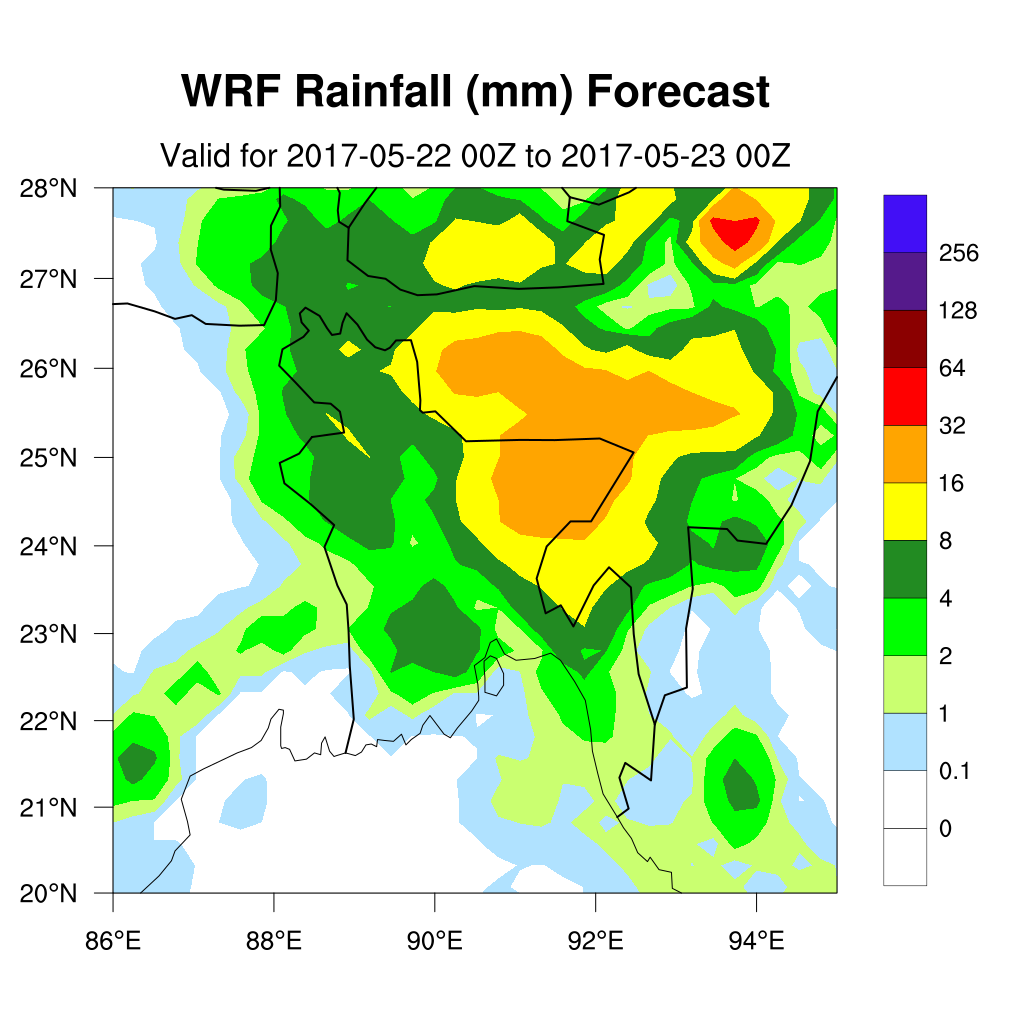 WRF Rainfall (mm) Forecast
Valid for 2017-05-22 00Z to 2017-05-23 00Z
28°N
27°N
26°N
25°N
24°N
23°N
22°N
21°N
20°N
86°E 88°E 90°E 92°E 94°E
256
128
64
32
16
8
4
2
1
0.1
0